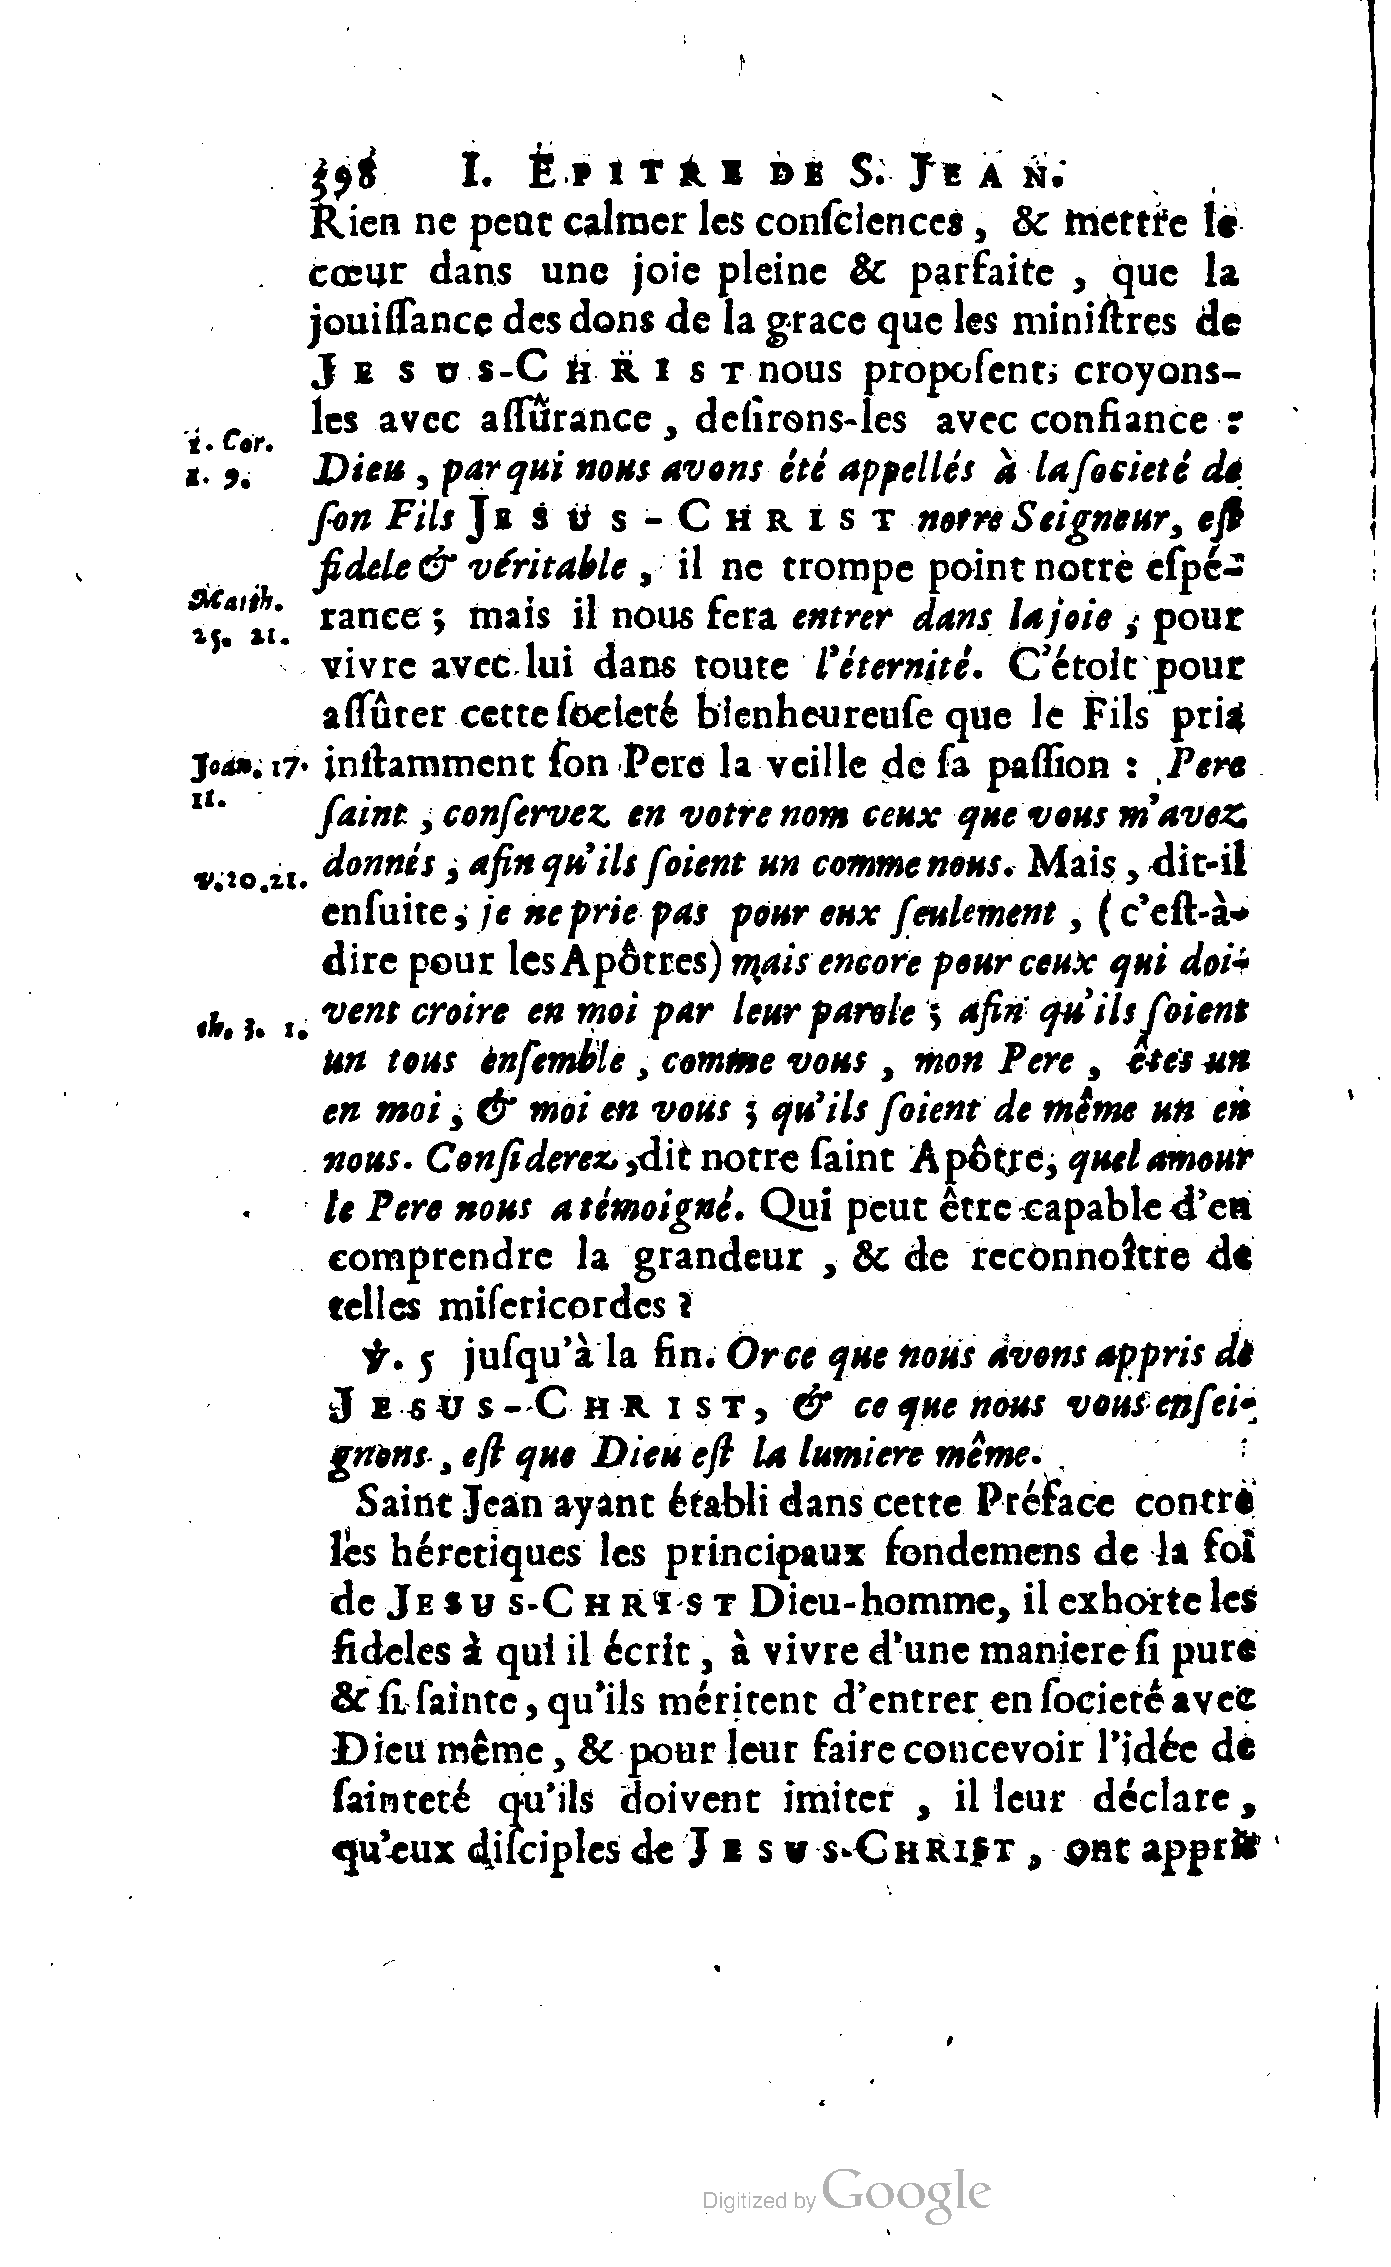 598 I. EPITRE DE S. JEAN.
Rien ne peut calmer les conſciences, & mettre le
cœur dans une joie pleine & parfaite, que la
jouiſſance des dons de la grace que les miniſtres de
JESUS-CHRIST nous propoſent; croyons-
les avec aſſûrance, deſirons-les avec confiance :
1. Cor.
1. 9.
Dieu, par qui nous avons été appellés à la ſocieté de
ſon Fils JESUS-CHRIST notre Seigneur, eſt
fidele & véritable, il ne trompe point notre eſpé-
Matth.
25. 21.
rance ; mais il nous fera entrer dans la joie, pour
vivre avec lui dans toute l'éternité. C'étoit pour
aſſûrer cette ſocieté bienheureuſe que le Fils pria
Joan. 17.
11.
inſtamment ſon Pere la veille de ſa paſſion : Pere
ſaint, conſervez en votre nom ceux que vous m'avez
donnés, afin qu'ils ſoient un comme nous. Mais, dit-il
v. 20. 21.
enſuite, je ne prie pas pour eux ſeulement, (c'eſt-à-
dire pour les Apôtres) mais encore pour ceux qui doi-
vent croire en moi par leur parole ; afin qu'ils ſoient
ch. 3. 1.
un tous enſemble, comme vous, mon Pere, êtes un
en moi, & moi en vous ; qu'ils ſoient de même un en
nous. Conſiderez, dit notre ſaint Apôtre, quel amour
le Pere nous a témoigné. Qui peut être capable d'en
comprendre la grandeur, & de reconnoître de
telles miſericordes ?
℣. 5 juſqu'à la fin. Or ce que nous avons appris de
JESUS-CHRIST, & ce que nous vous enſei-
gnons, eſt que Dieu eſt la lumiere même.
Saint Jean ayant établi dans cette Préface contre
les héretiques les principaux fondemens de la foi
de JESUS-CHRIST Dieu-homme, il exhorte les
fideles à qui il écrit, à vivre d'une maniere ſi pure
& ſi ſainte, qu'ils méritent d'entrer en ſocieté avec
Dieu même, & pour leur faire concevoir l'idée de
ſainteté qu'ils doivent imiter, il leur déclare,
qu'eux diſciples de JESUS-CHRIST, ont appris
Digitized by Google